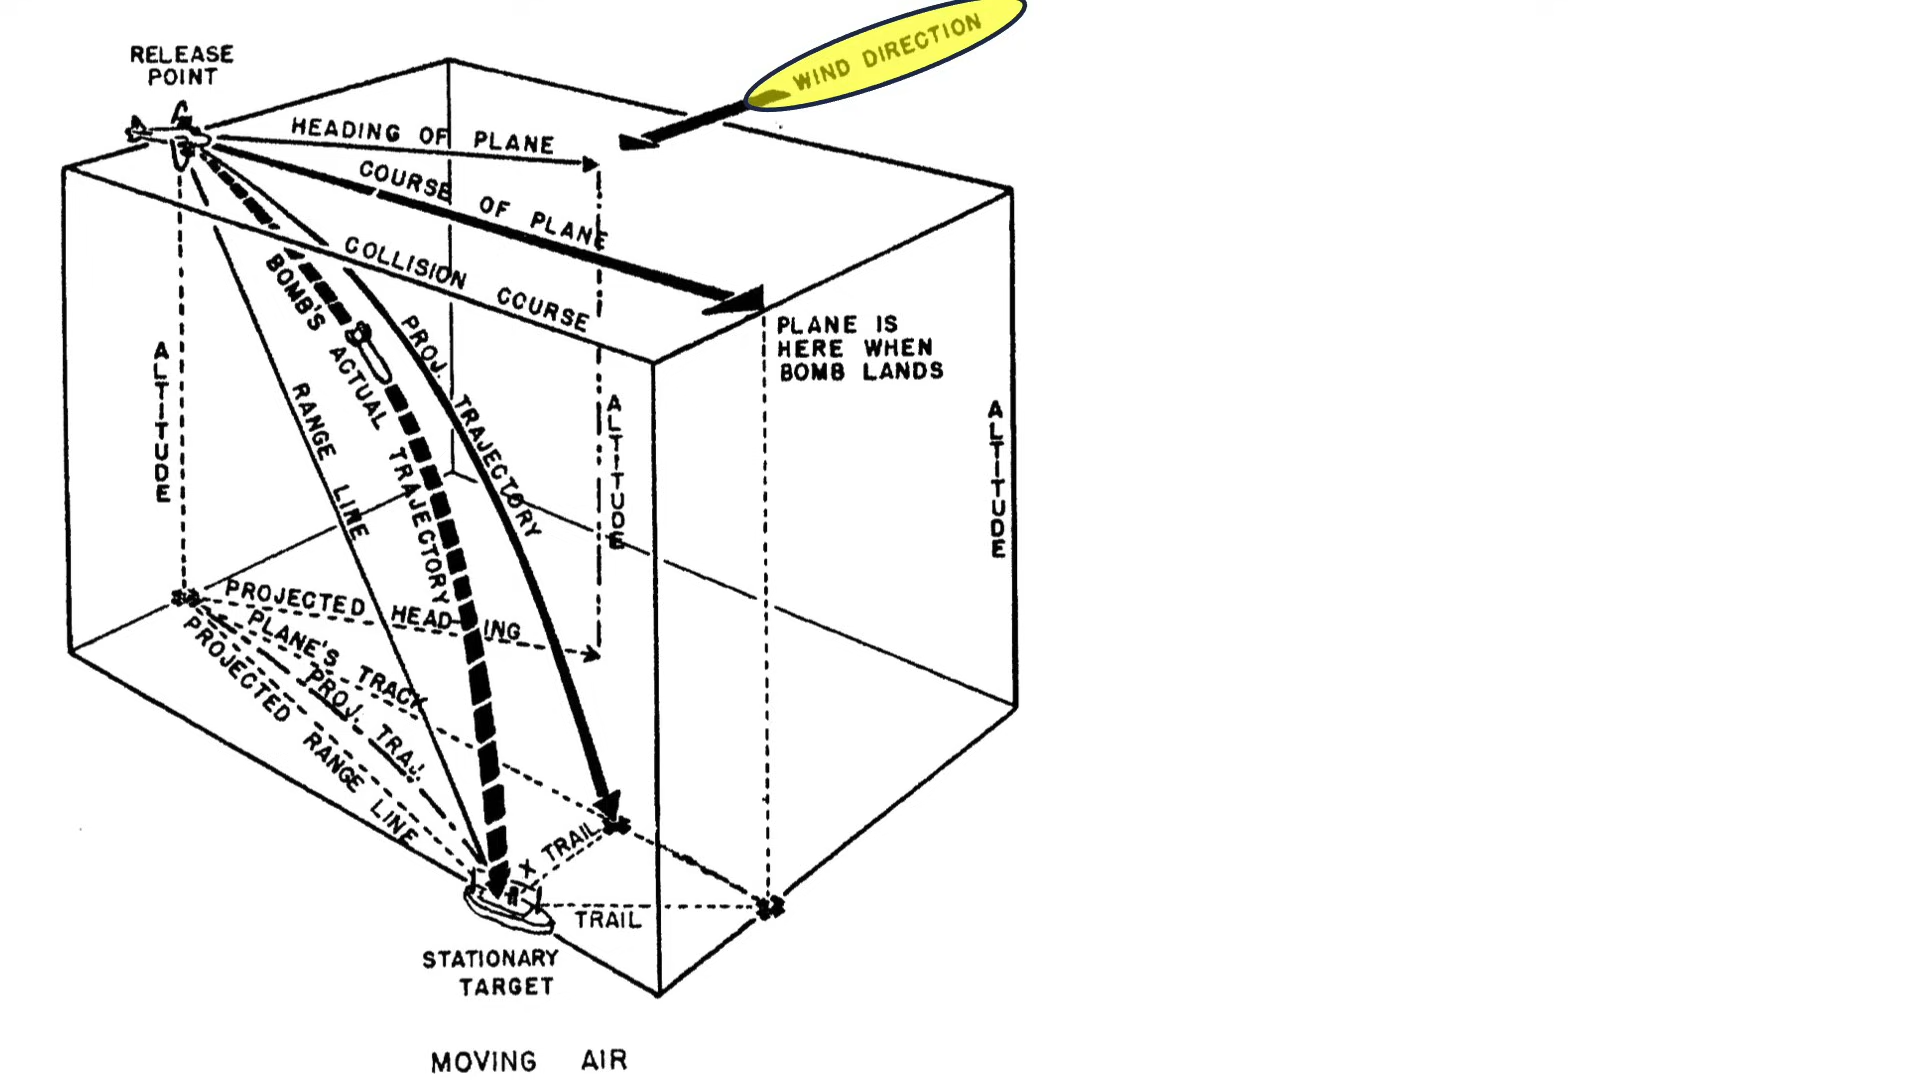 RELEASE
POINT
WIND DIRECTION
HEADING OF PLANE
COURSE OF PLANE
COLLISION COURSE
BOMB'S ACTUAL TRAJECTORY
PROJ. TRAJECTORY
RANGE LINE
PLANE IS
HERE WHEN
BOMB LANDS
ALTITUDE
ALTITUDE
ALTITUDE
PROJECTED HEADING
PLANE'S TRACK
PROJ. TRAJ.
PROJECTED RANGE LINE
TRAIL
TRAIL
STATIONARY
TARGET
MOVING AIR